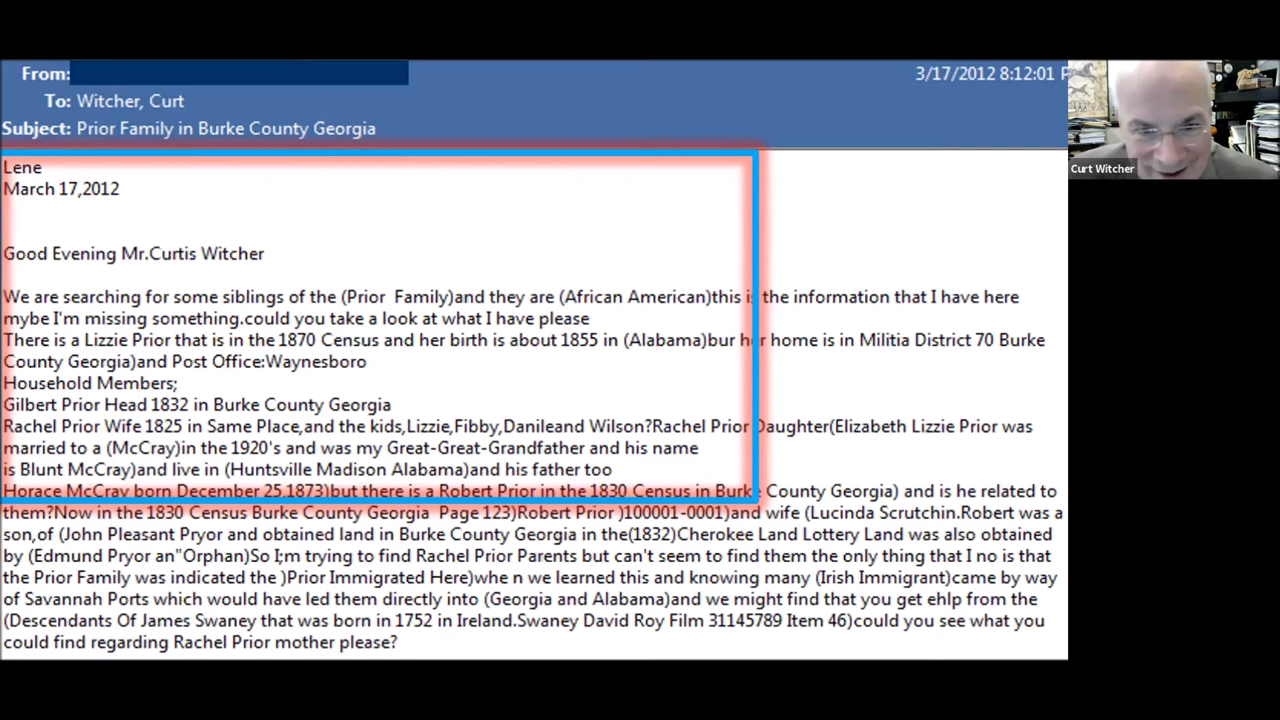 From:
3/17/2012 8:12:01 P
To: Witcher, Curt
Subject: Prior Family in Burke County Georgia
Lene
March 17,2012
Good Evening Mr.Curtis Witcher
We are searching for some siblings of the (Prior Family)and they are (African American)this is the information that I have here
mybe I'm missing something.could you take a look at what I have please
There is a Lizzie Prior that is in the 1870 Census and her birth is about 1855 in (Alabama)bur her home is in Militia District 70 Burke
County Georgia)and Post Office:Waynesboro
Household Members;
Gilbert Prior Head 1832 in Burke County Georgia
Rachel Prior Wife 1825 in Same Place,and the kids,Lizzie,Fibby,Danileand Wilson?Rachel Prior Daughter(Elizabeth Lizzie Prior was
married to a (McCray)in the 1920's and was my Great-Great-Grandfather and his name
is Blunt McCray)and live in (Huntsville Madison Alabama)and his father too
Horace McCray born December 25,1873)but there is a Robert Prior in the 1830 Census in Burke County Georgia) and is he related to
them?Now in the 1830 Census Burke County Georgia Page 123)Robert Prior )100001-0001)and wife (Lucinda Scrutchin.Robert was a
son,of (John Pleasant Pryor and obtained land in Burke County Georgia in the(1832)Cherokee Land Lottery Land was also obtained
by (Edmund Pryor an"Orphan)So I;m trying to find Rachel Prior Parents but can't seem to find them the only thing that I no is that
the Prior Family was indicated the )Prior Immigrated Here)whe n we learned this and knowing many (Irish Immigrant)came by way
of Savannah Ports which would have led them directly into (Georgia and Alabama)and we might find that you get ehlp from the
(Descendants Of James Swaney that was born in 1752 in Ireland.Swaney David Roy Film 31145789 Item 46)could you see what you
could find regarding Rachel Prior mother please?
Curt Witcher